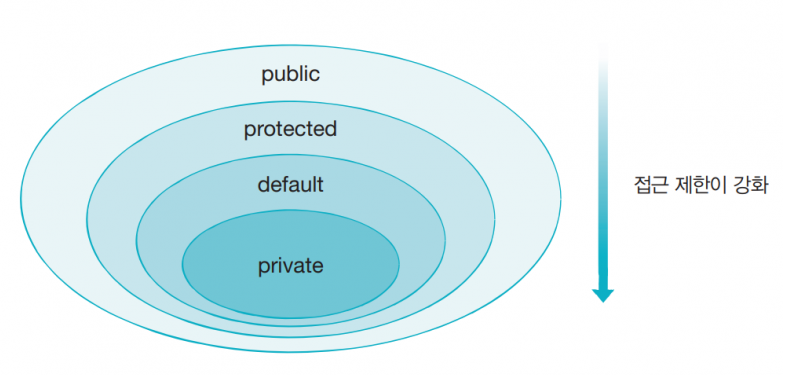 public
protected
default
private
접근 제한이 강화